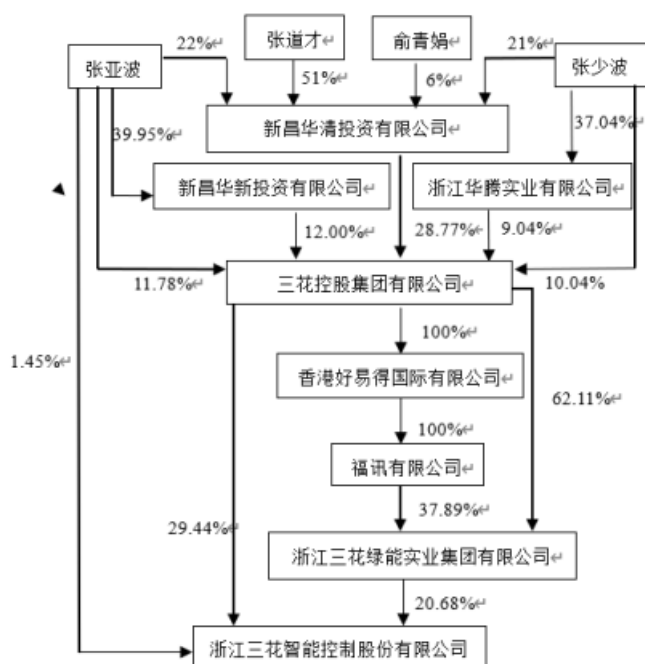 22%↵
张道才
俞青娟
21%↵
张亚波
张少波
51%↵
6%↵
新昌华清投资有限公司↵
39.95%↵
37.04%↵
新昌华新投资有限公司↵
浙江华腾实业有限公司↵
12.00%↵
28.77%↵
9.04%↵
三花控股集团有限公司↵
11.78%↵
10.04%
100%↵
1.45%↵
香港好易得国际有限公司↵
62.11%↵
100%↵
福讯有限公司↵
37.89%↵
29.44%↵
浙江三花绿能实业集团有限公司↵
20.68%↵
浙江三花智能控制股份有限公司